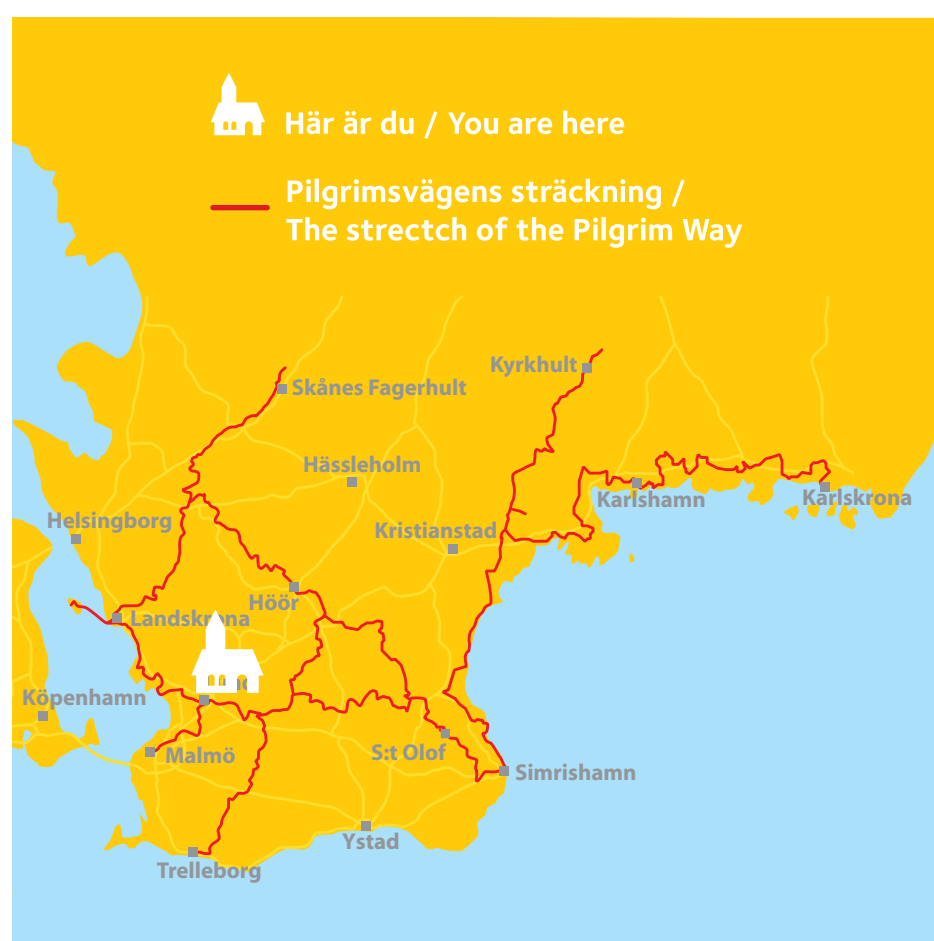 Här är du / You are here
Pilgrimsvägens sträckning /
The strectch of the Pilgrim Way
Kyrkhult
Skånes Fagerhult
Hässleholm
Karlshamn
Karlskrona
Helsingborg
Kristianstad
Höör
Landskrona
Köpenhamn
Malmö
S:t Olof
Simrishamn
Ystad
Trelleborg